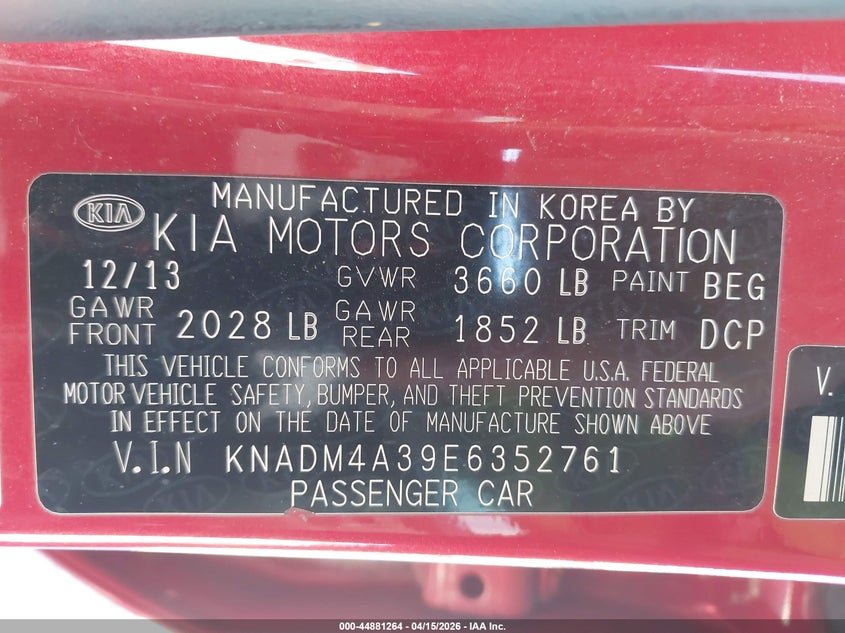 MANUFACTURED IN KOREA BY
KIA KIA MOTORS CORPORATION
12/13 GVWR 3660 LB PAINT BEG
GAWR FRONT 2028 LB GAWR REAR 1852 LB TRIM DCP
THIS VEHICLE CONFORMS TO ALL APPLICABLE U.S.A. FEDERAL
MOTOR VEHICLE SAFETY, BUMPER, AND THEFT PREVENTION STANDARDS
IN EFFECT ON THE DATE OF MANUFACTURE SHOWN ABOVE
V.I.N KNADM4A39E6352761
PASSENGER CAR
V.
000-44881264 - 04/15/2026 - IAA Inc.